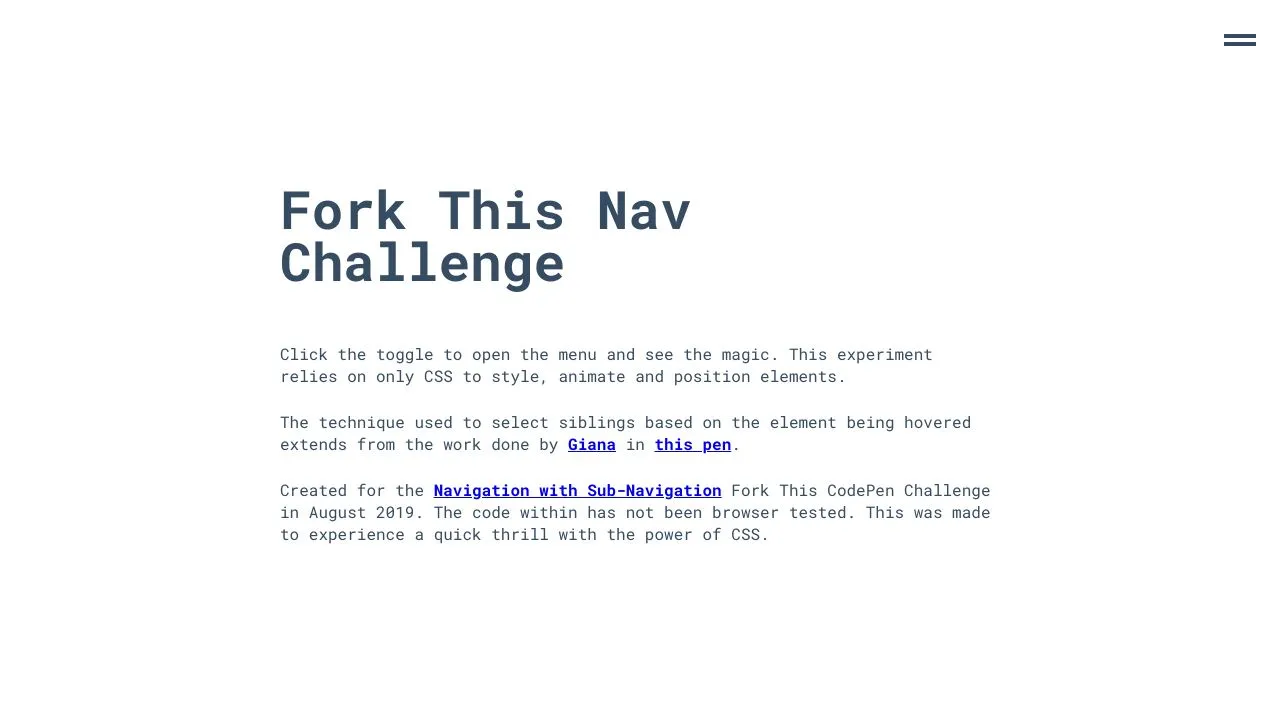 Fork This Nav
Challenge
Click the toggle to open the menu and see the magic. This experiment
relies on only CSS to style, animate and position elements.
The technique used to select siblings based on the element being hovered
extends from the work done by Giana in this pen.
Created for the Navigation with Sub-Navigation Fork This CodePen Challenge
in August 2019. The code within has not been browser tested. This was made
to experience a quick thrill with the power of CSS.